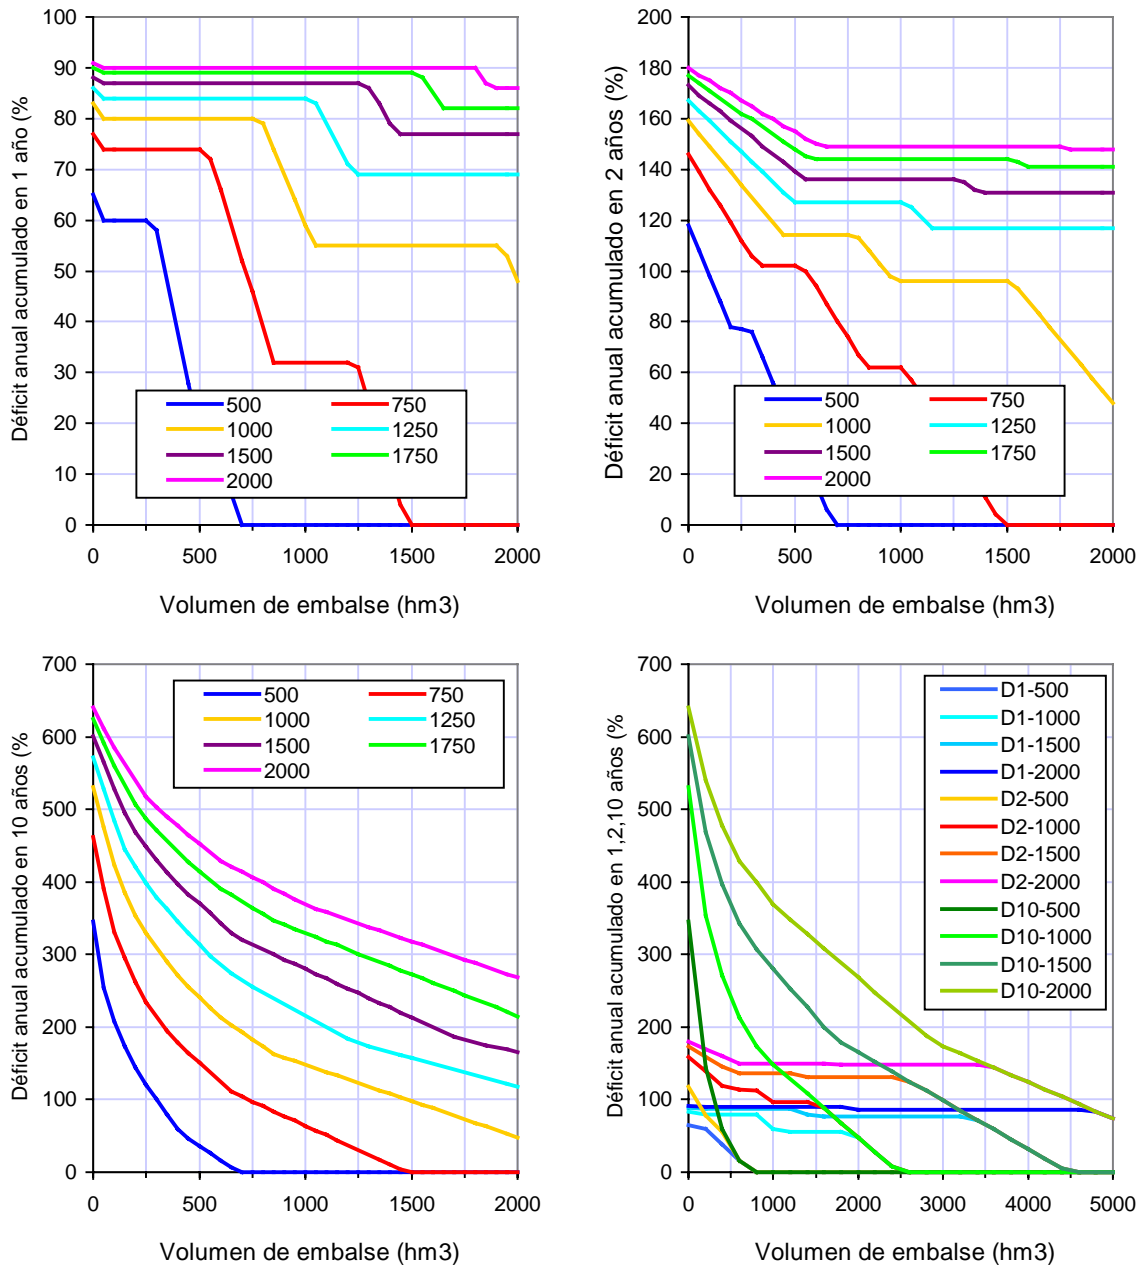 Déficit anual acumulado en 1 año (%
100
90
80
70
60
50
40
30
20
10
0
500 750
1000 1250
1500 1750
2000
0 500 1000 1500 2000
Volumen de embalse (hm3)
Déficit anual acumulado en 2 años (%)
200
180
160
140
120
100
80
60
40
20
0
500 750
1000 1250
1500 1750
2000
0 500 1000 1500 2000
Volumen de embalse (hm3)
Déficit anual acumulado en 10 años (%
700
600
500
400
300
200
100
0
500 750
1000 1250
1500 1750
2000
0 500 1000 1500 2000
Volumen de embalse (hm3)
Déficit anual acumulado en 1,2,10 años (%
700
600
500
400
300
200
100
0
D1-500
D1-1000
D1-1500
D1-2000
D2-500
D2-1000
D2-1500
D2-2000
D10-500
D10-1000
D10-1500
D10-2000
0 1000 2000 3000 4000 5000
Volumen de embalse (hm3)